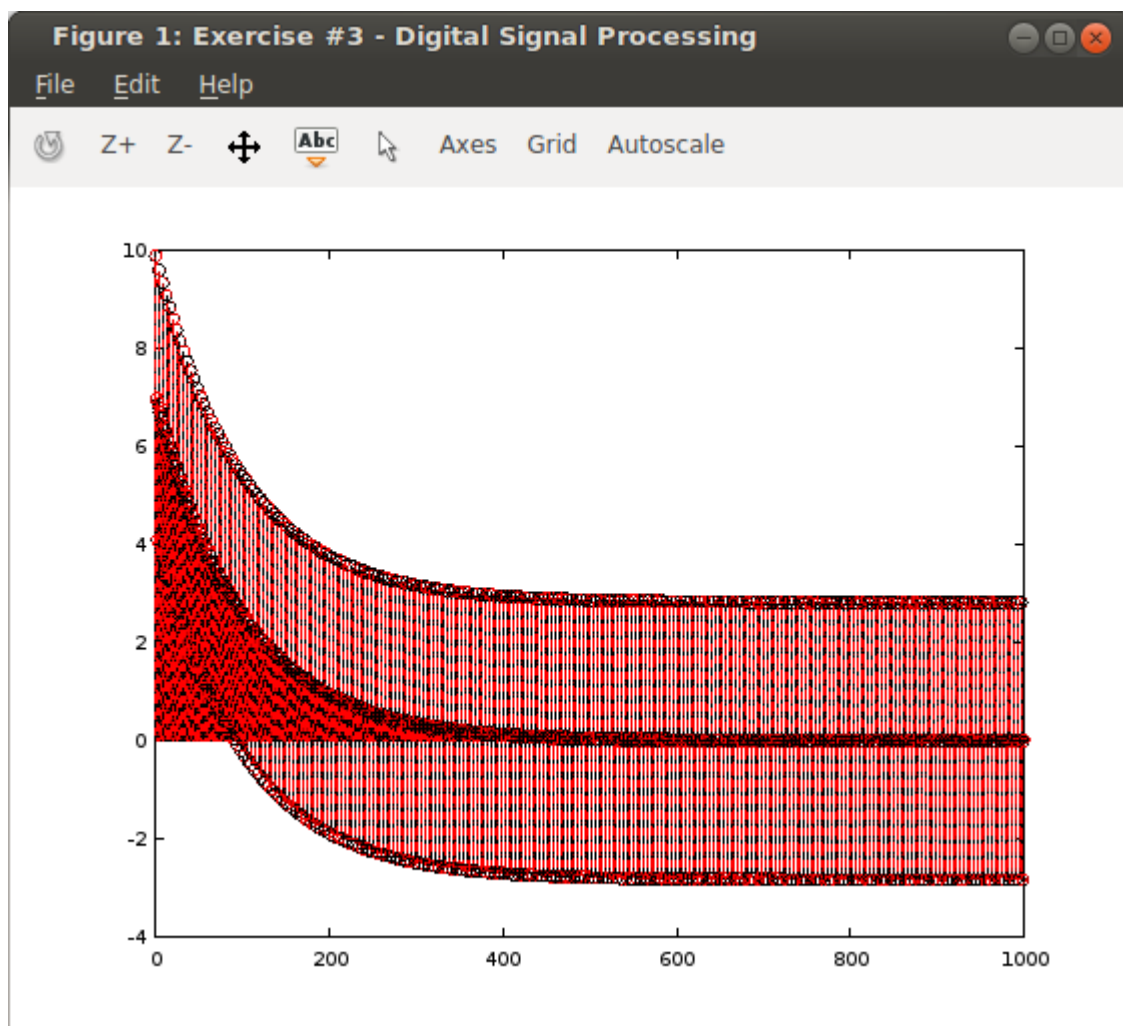 Figure 1: Exercise #3 - Digital Signal Processing
File Edit Help
Z+ Z- Abc Axes Grid Autoscale
10
8
6
4
2
0
-2
-4
0 200 400 600 800 1000